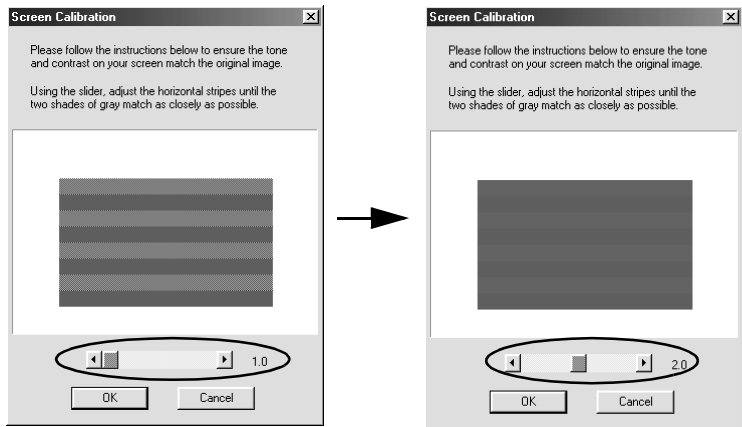 Screen Calibration
Please follow the instructions below to ensure the tone
and contrast on your screen match the original image.
Using the slider, adjust the horizontal stripes until the
two shades of gray match as closely as possible.
1.0
OK Cancel
Screen Calibration
Please follow the instructions below to ensure the tone
and contrast on your screen match the original image.
Using the slider, adjust the horizontal stripes until the
two shades of gray match as closely as possible.
2.0
OK Cancel